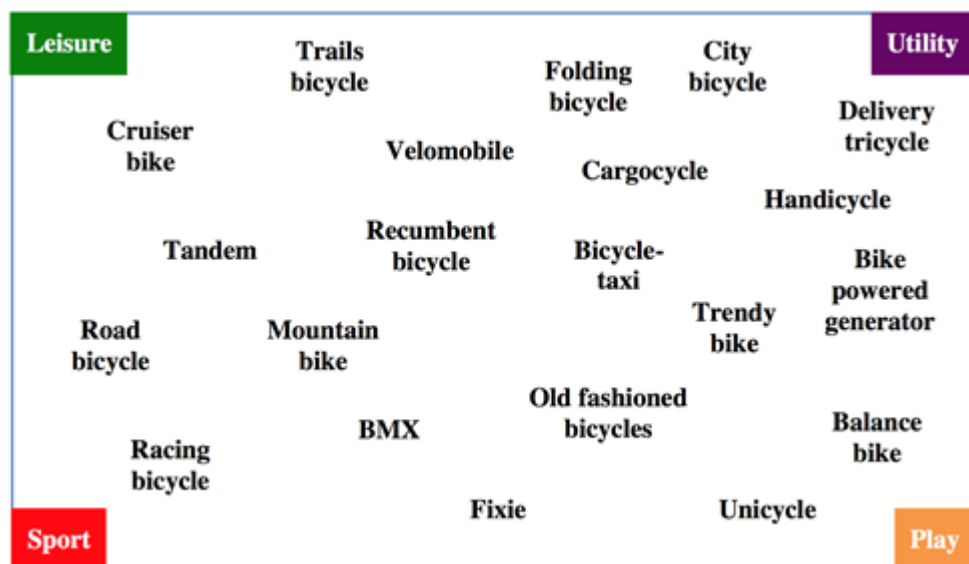 Leisure
Trails
bicycle
Folding
bicycle
City
bicycle
Utility
Delivery
tricycle
Cruiser
bike
Velomobile
Cargocycle
Handicycle
Tandem
Recumbent
bicycle
Bicycle-
taxi
Bike
powered
generator
Trendy
bike
Road
bicycle
Mountain
bike
Old fashioned
bicycles
BMX
Balance
bike
Racing
bicycle
Fixie
Unicycle
Sport
Play